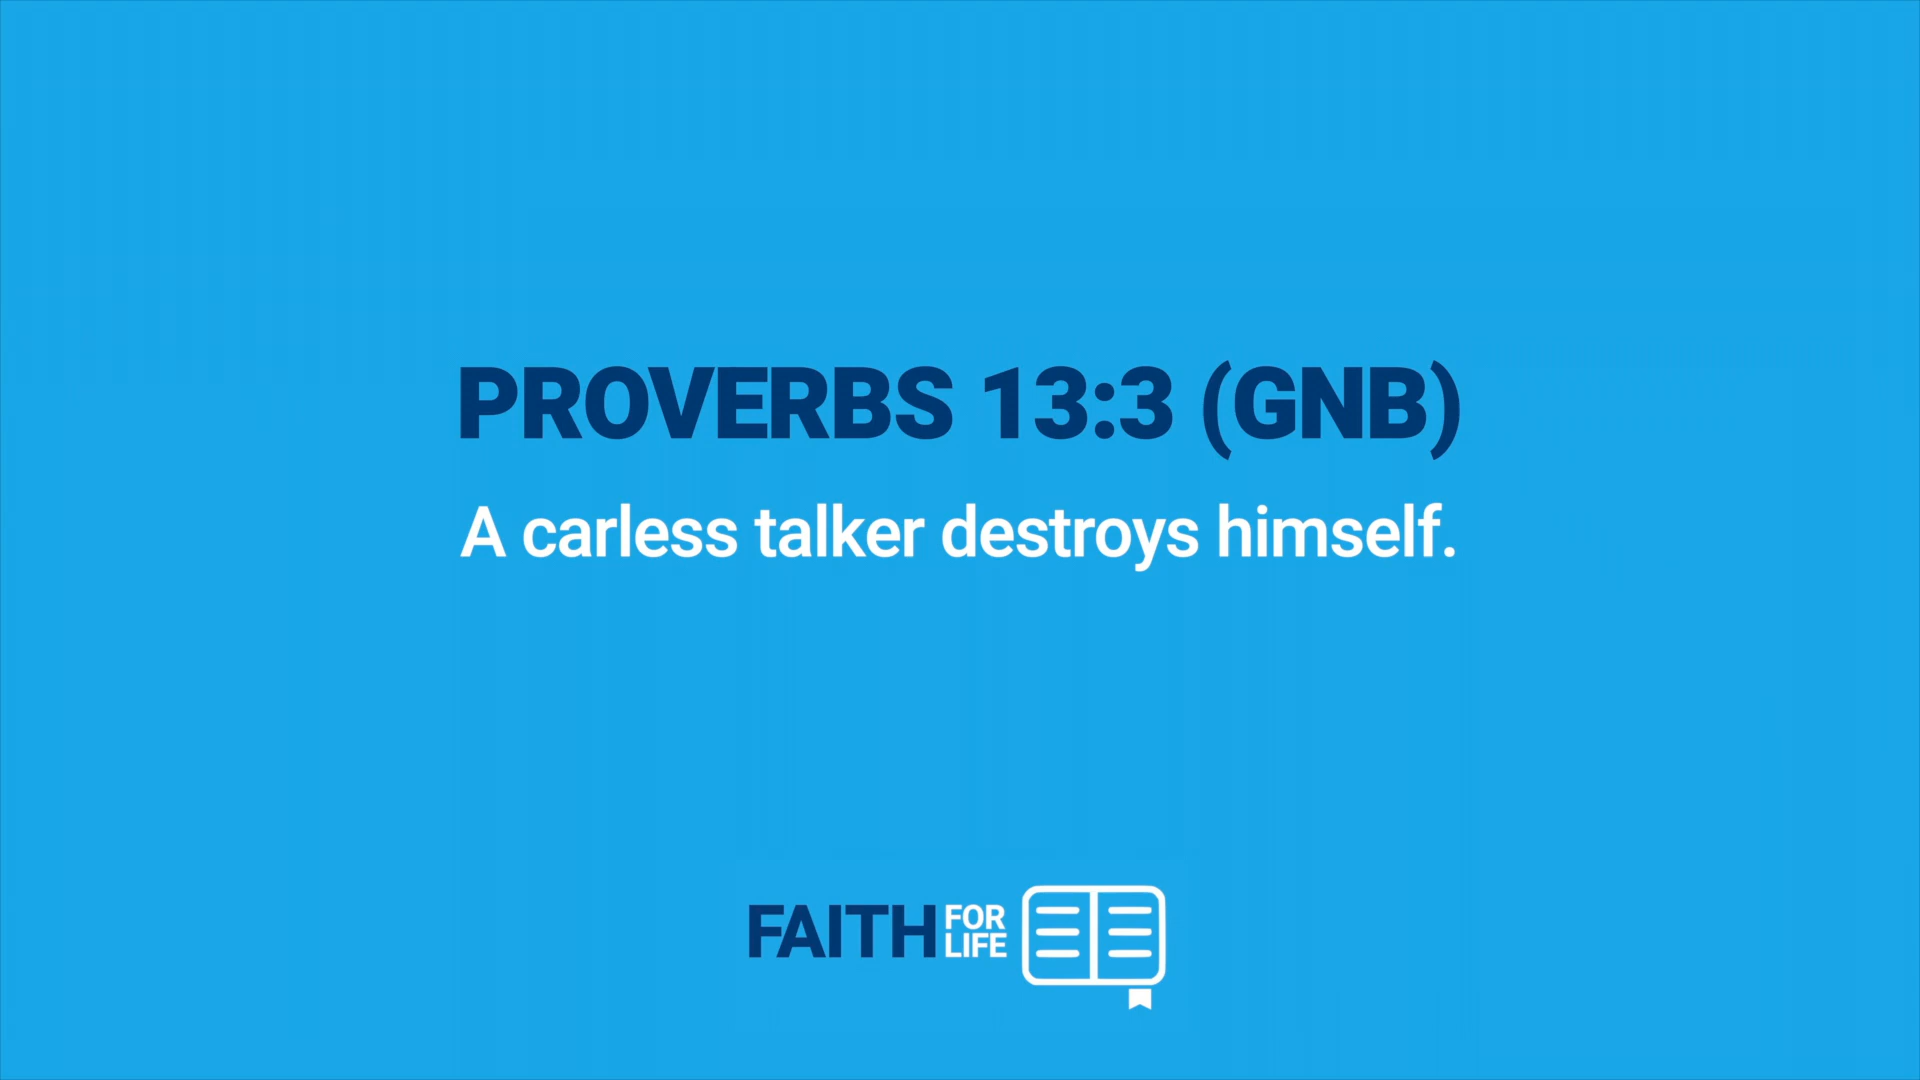 PROVERBS 13:3 (GNB)
A carless talker destroys himself.
FAITH FOR LIFE